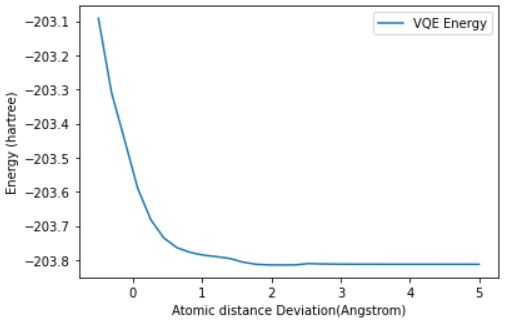 VQE Energy
Energy (hartree)
−203.1
−203.2
−203.3
−203.4
−203.5
−203.6
−203.7
−203.8
0 1 2 3 4 5
Atomic distance Deviation(Angstrom)